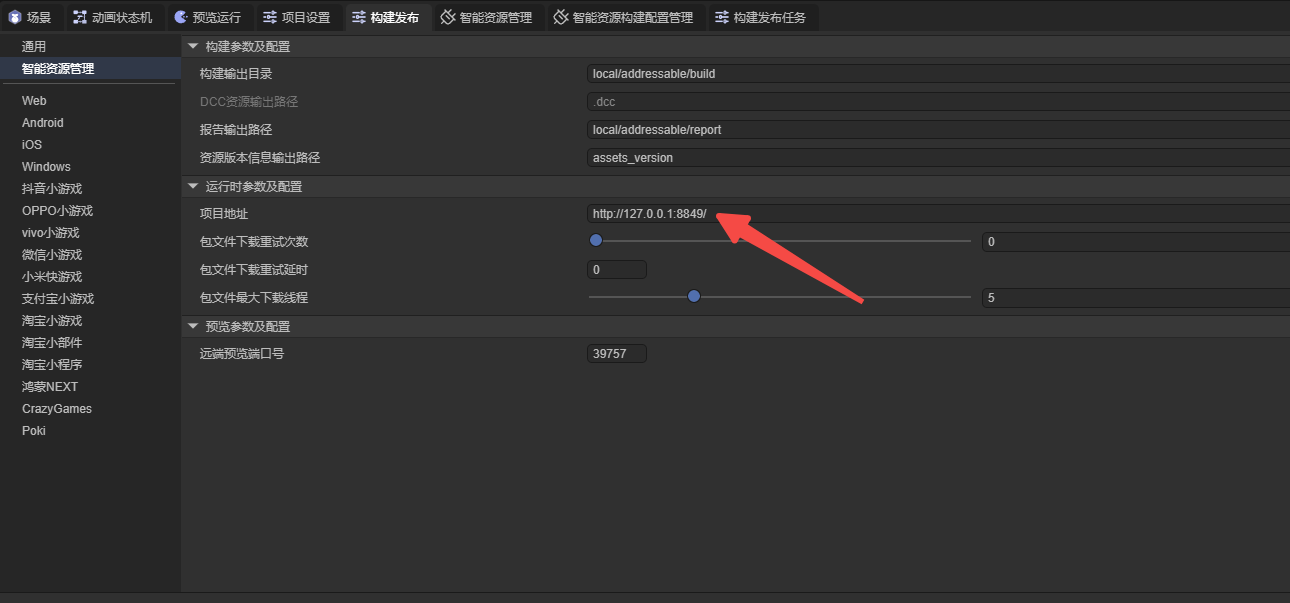 场景 动画状态机 预览运行 项目设置 构建发布 智能资源管理 智能资源构建配置管理 构建发布任务
通用
智能资源管理
Web
Android
iOS
Windows
抖音小游戏
OPPO小游戏
vivo小游戏
微信小游戏
小米快游戏
支付宝小游戏
淘宝小游戏
淘宝小部件
淘宝小程序
鸿蒙NEXT
CrazyGames
Poki
构建参数及配置
构建输出目录 local/addressable/build
DCC资源输出路径 .dcc
报告输出路径 local/addressable/report
资源版本信息输出路径 assets_version
运行时参数及配置
项目地址 http://127.0.0.1:8849/
包文件下载重试次数 0
包文件下载重试延时 0
包文件最大下载线程 5
预览参数及配置
远端预览端口号 39757